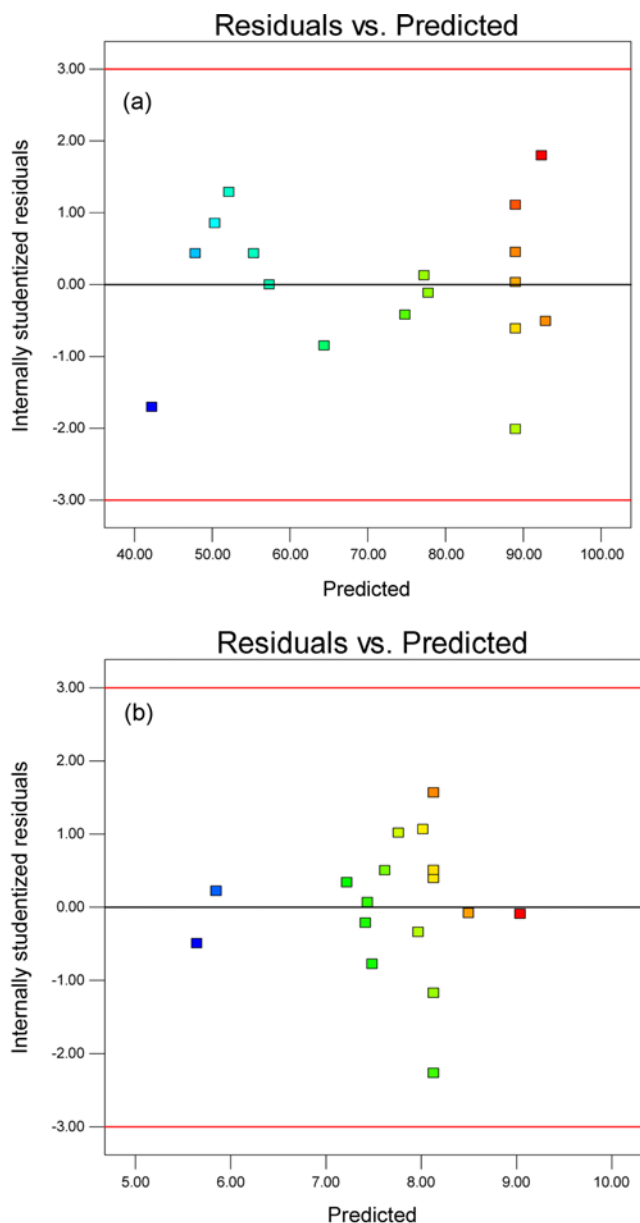 Residuals vs. Predicted
(a)
Internally studentized residuals
3.00
2.00
1.00
0.00
-1.00
-2.00
-3.00
40.00 50.00 60.00 70.00 80.00 90.00 100.00
Predicted
Residuals vs. Predicted
(b)
Internally studentized residuals
3.00
2.00
1.00
0.00
-1.00
-2.00
-3.00
5.00 6.00 7.00 8.00 9.00 10.00
Predicted